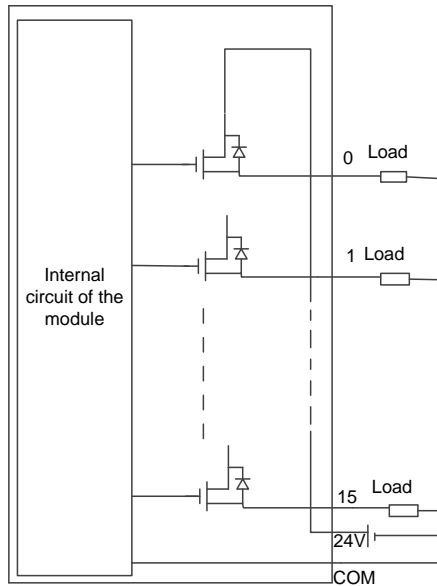 0 Load
1 Load
Internal
circuit of the
module
15 Load
24V
COM